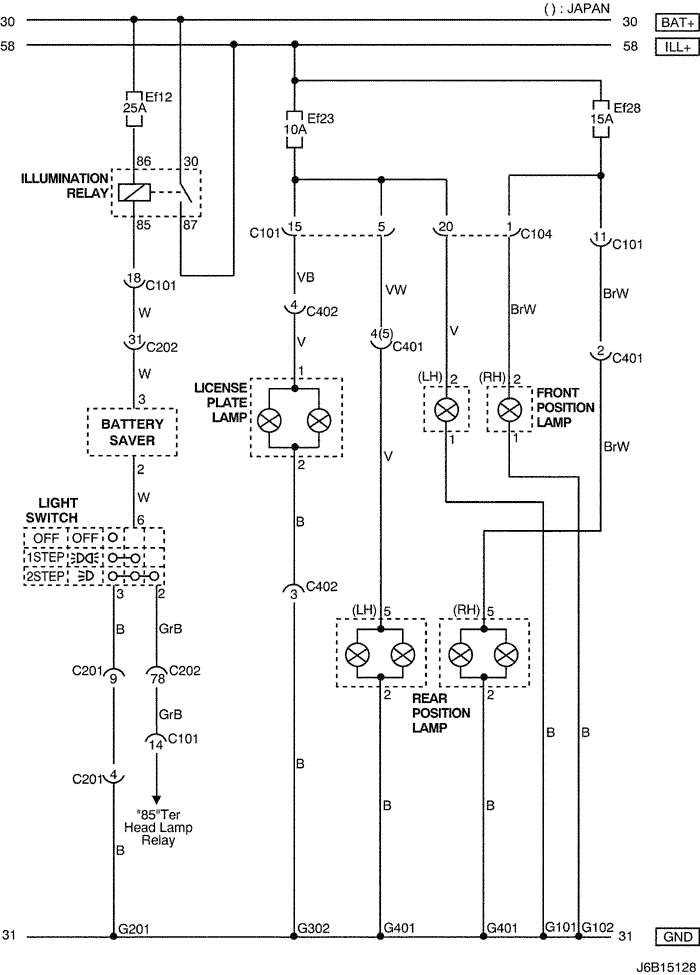 ( ) : JAPAN
30 30 BAT+
58 58 ILL+
Ef12
25A
Ef23
10A
Ef28
15A
86 30
ILLUMINATION
RELAY
85 87
C101 15 5 20 1 C104
11 C101
18 C101
VB
VW
BrW
BrW
W
4 C402
4(5) C401
V
V
31 C202
2 C401
W
1
(LH) 2 (RH) 2
LICENSE
PLATE
LAMP
FRONT
POSITION
LAMP
3
BATTERY
SAVER
1 1
2
2
V
BrW
W
LIGHT
SWITCH
6
B
OFF OFF
1STEP
2STEP
3 2
C402
3
(LH) 5 (RH) 5
B GrB
C201 9
78 C202
2 2
REAR
POSITION
LAMP
GrB
14 C101
B B
B
C201 4
B B
"85"Ter
Head Lamp
Relay
B
31 G201 G302 G401 G401 G101 G102 31 GND
J6B15128